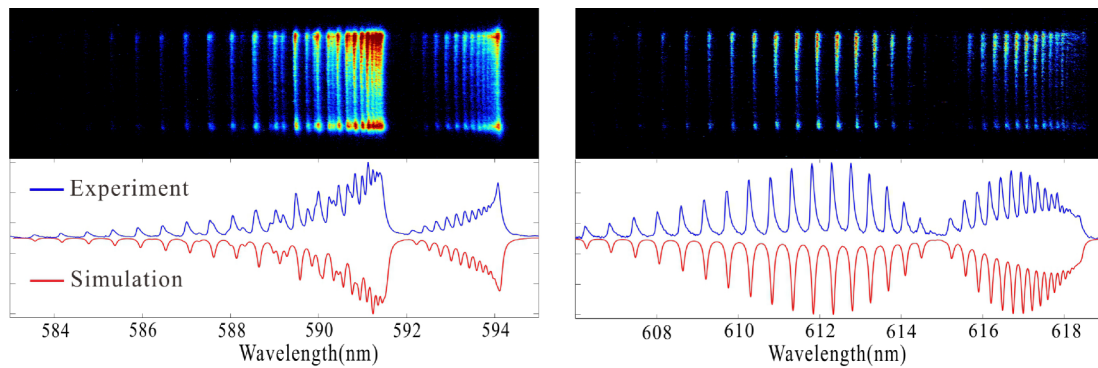 Experiment
Simulation
584 586 588 590 592 594
Wavelength(nm)
608 610 612 614 616 618
Wavelength(nm)